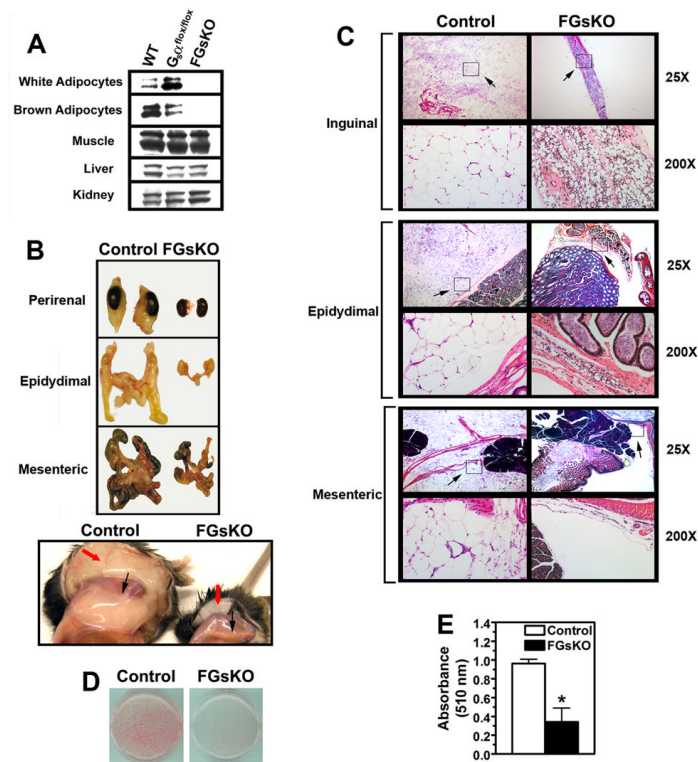 A
WT
Gsα flox/flox
FGsKO
White Adipocytes
Brown Adipocytes
Muscle
Liver
Kidney
B
Control FGsKO
Perirenal
Epidydimal
Mesenteric
Control FGsKO
C
Control FGsKO
Inguinal
25X
200X
Epidydimal
25X
200X
Mesenteric
25X
200X
D
Control FGsKO
E
Absorbance
(510 nm)
1.4
1.2
1.0
0.8
0.6
0.4
0.2
0.0
Control
FGsKO
*